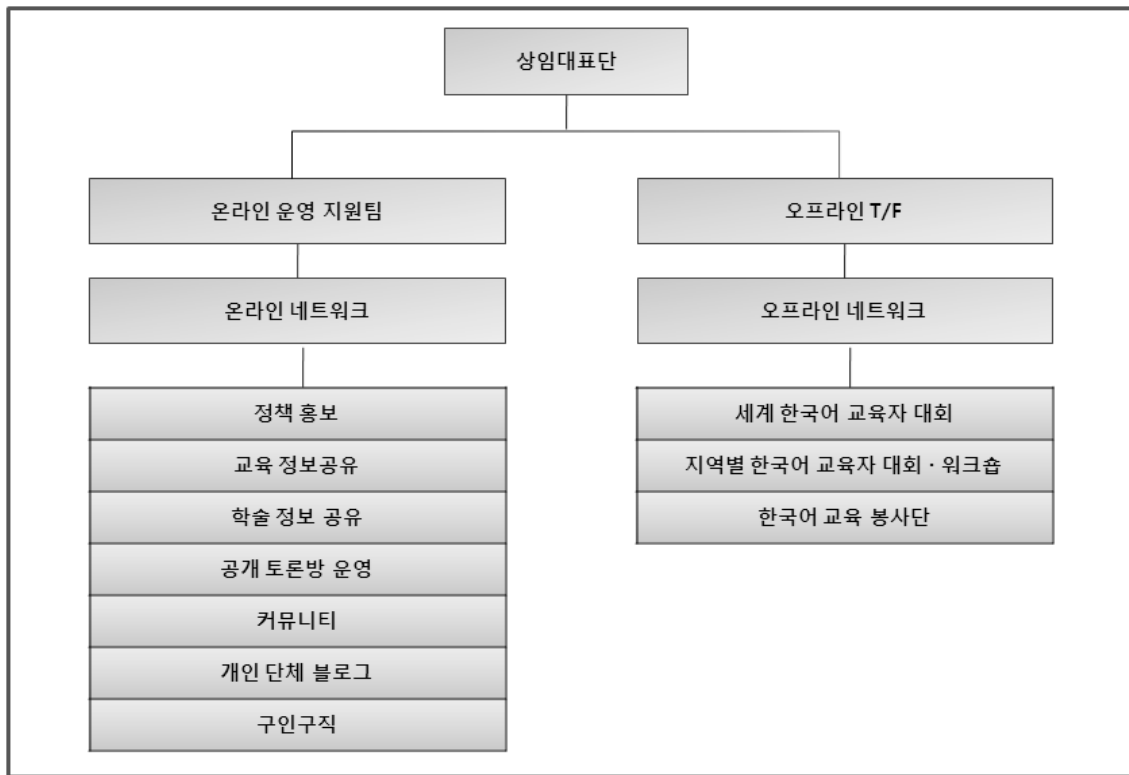 상임대표단
온라인 운영 지원팀
오프라인 T/F
온라인 네트워크
오프라인 네트워크
정책 홍보
교육 정보공유
학술 정보 공유
공개 토론방 운영
커뮤니티
개인 단체 블로그
구인구직
세계 한국어 교육자 대회
지역별 한국어 교육자 대회 · 워크숍
한국어 교육 봉사단